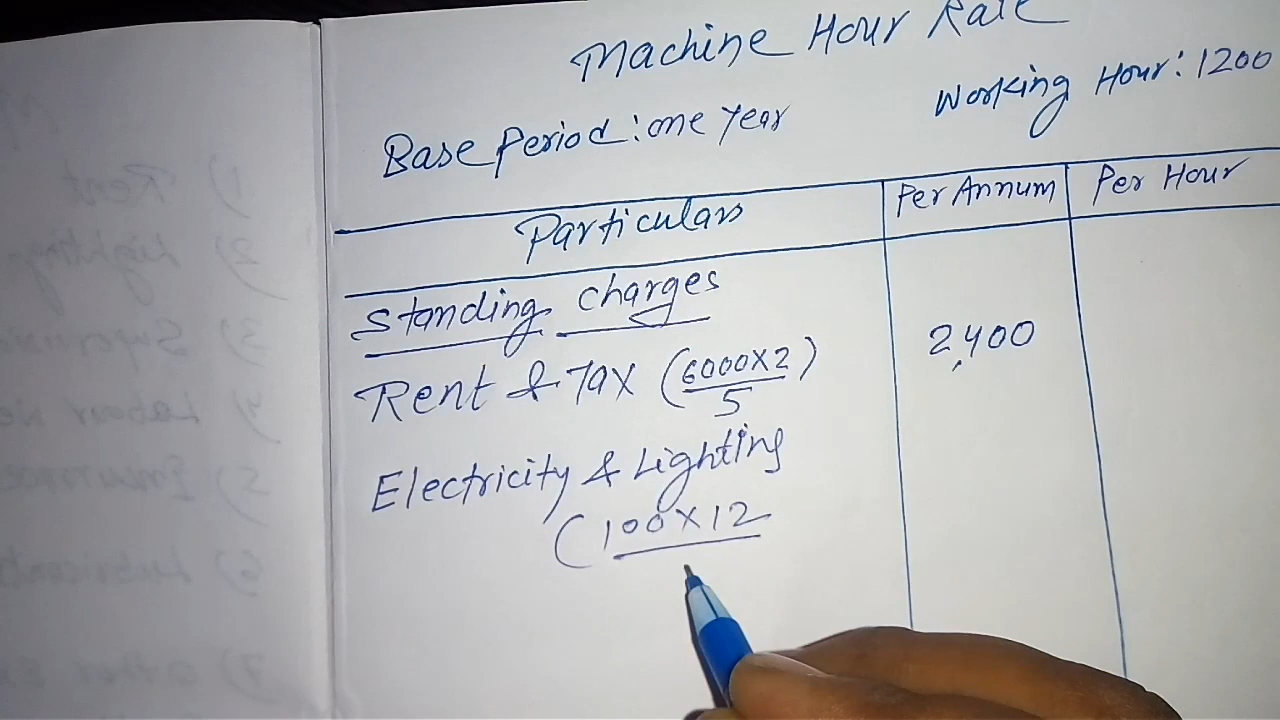 Machine Hour Rate
Base Period: one Year
Working Hour: 1200
Particulars Per Annum Per Hour
Standing Charges
Rent & Tax (6000X2/5) 2,400
Electricity & Lighting
(100X12